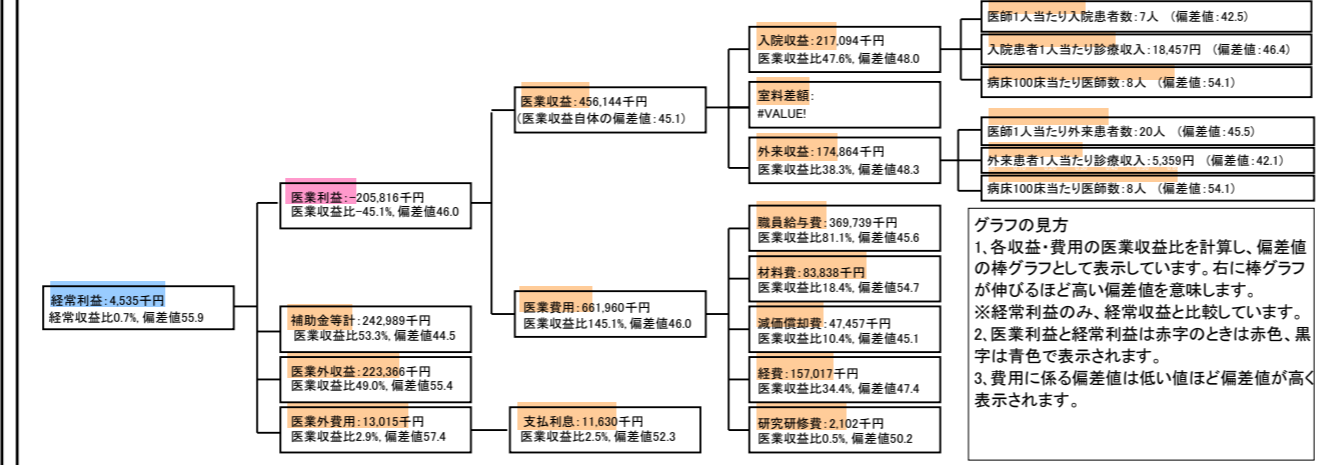 経常利益:4,535千円
経常収益比0.7%, 偏差値55.9
医業利益:-205,816千円
医業収益比-45.1%, 偏差値46.0
補助金等計:242,989千円
医業収益比53.3%, 偏差値44.5
医業外収益:223,366千円
医業収益比49.0%, 偏差値55.4
医業外費用:13,015千円
医業収益比2.9%, 偏差値57.4
医業収益:456,144千円
(医業収益自体の偏差値:45.1)
医業費用:661,960千円
医業収益比145.1%, 偏差値46.0
支払利息:11,630千円
医業収益比2.5%, 偏差値52.3
入院収益:217,094千円
医業収益比47.6%, 偏差値48.0
室料差額:
#VALUE!
外来収益:174,864千円
医業収益比38.3%, 偏差値48.3
職員給与費:369,739千円
医業収益比81.1%, 偏差値45.6
材料費:83,838千円
医業収益比18.4%, 偏差値54.7
減価償却費:47,457千円
医業収益比10.4%, 偏差値45.1
経費:157,017千円
医業収益比34.4%, 偏差値47.4
研究研修費:2,102千円
医業収益比0.5%, 偏差値50.2
医師1人当たり入院患者数:7人 (偏差値:42.5)
入院患者1人当たり診療収入:18,457円 (偏差値:46.4)
病床100床当たり医師数:8人 (偏差値:54.1)
医師1人当たり外来患者数:20人 (偏差値:45.5)
外来患者1人当たり診療収入:5,359円 (偏差値:42.1)
病床100床当たり医師数:8人 (偏差値:54.1)
グラフの見方
1、各収益・費用の医業収益比を計算し、偏差値
の棒グラフとして表示しています。右に棒グラフ
が伸びるほど高い偏差値を意味します。
※経常利益のみ、経常収益と比較しています。
2、医業利益と経常利益は赤字のときは赤色、黒
字は青色で表示されます。
3、費用に係る偏差値は低い値ほど偏差値が高く
表示されます。